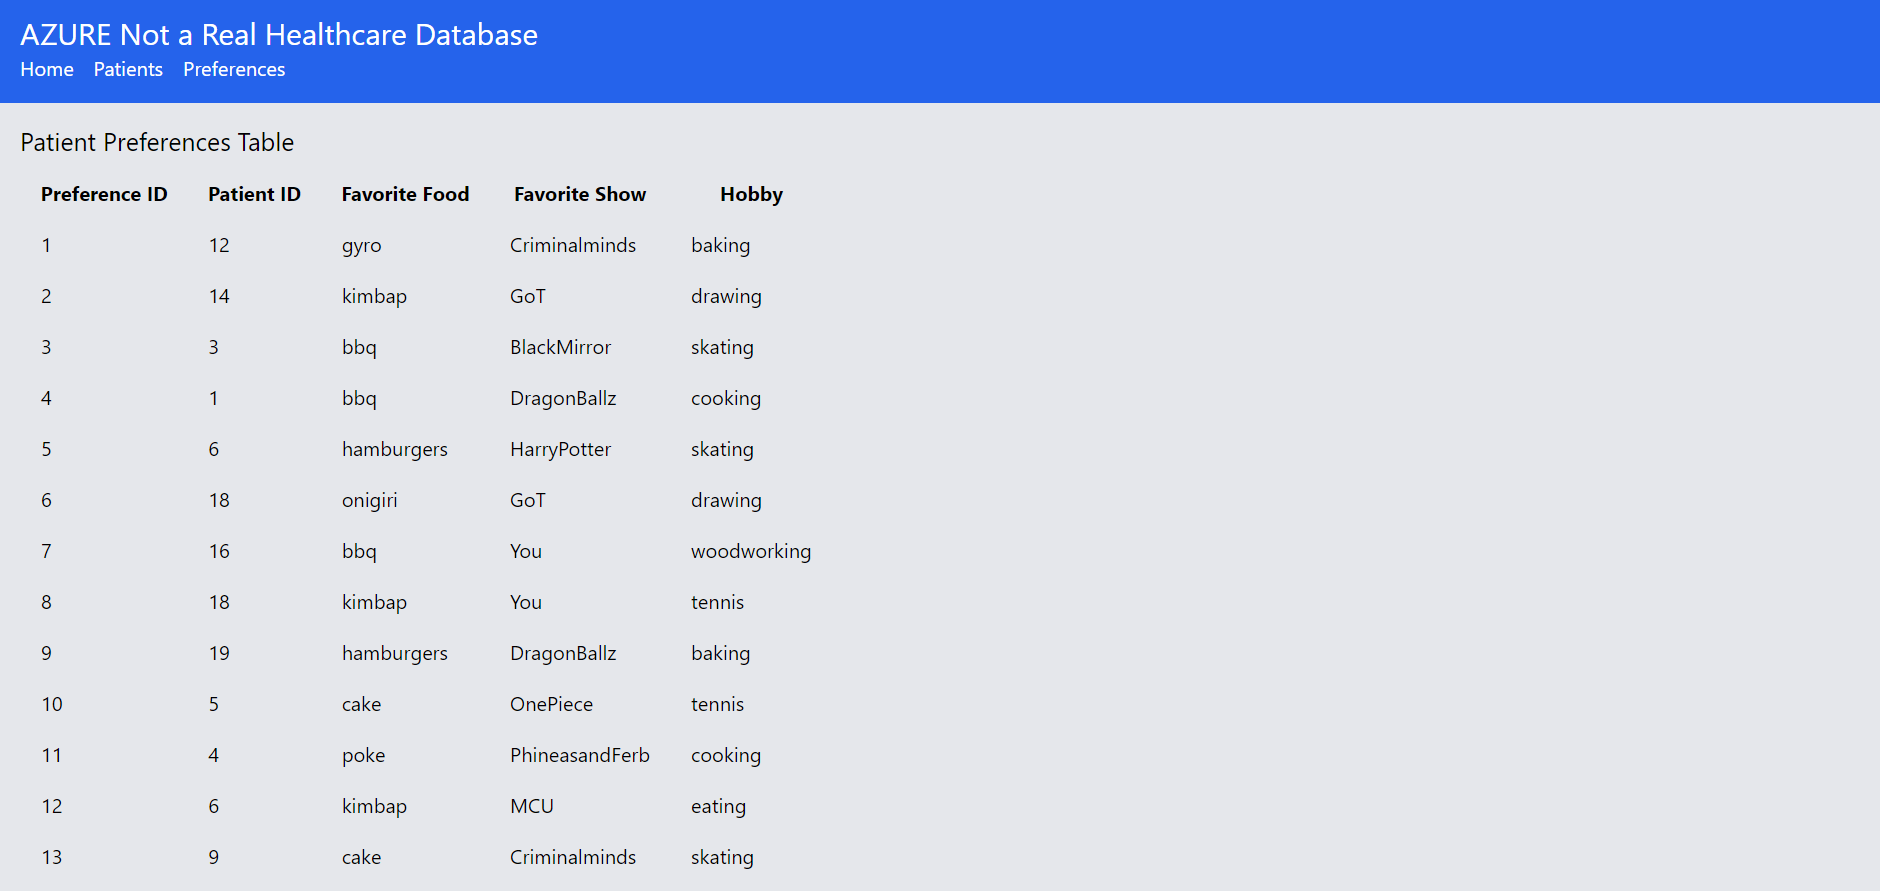 AZURE Not a Real Healthcare Database
Home Patients Preferences
Patient Preferences Table
Preference ID Patient ID Favorite Food Favorite Show Hobby
1 12 gyro Criminalminds baking
2 14 kimbap GoT drawing
3 3 bbq BlackMirror skating
4 1 bbq DragonBallz cooking
5 6 hamburgers HarryPotter skating
6 18 onigiri GoT drawing
7 16 bbq You woodworking
8 18 kimbap You tennis
9 19 hamburgers DragonBallz baking
10 5 cake OnePiece tennis
11 4 poke PhineasandFerb cooking
12 6 kimbap MCU eating
13 9 cake Criminalminds skating